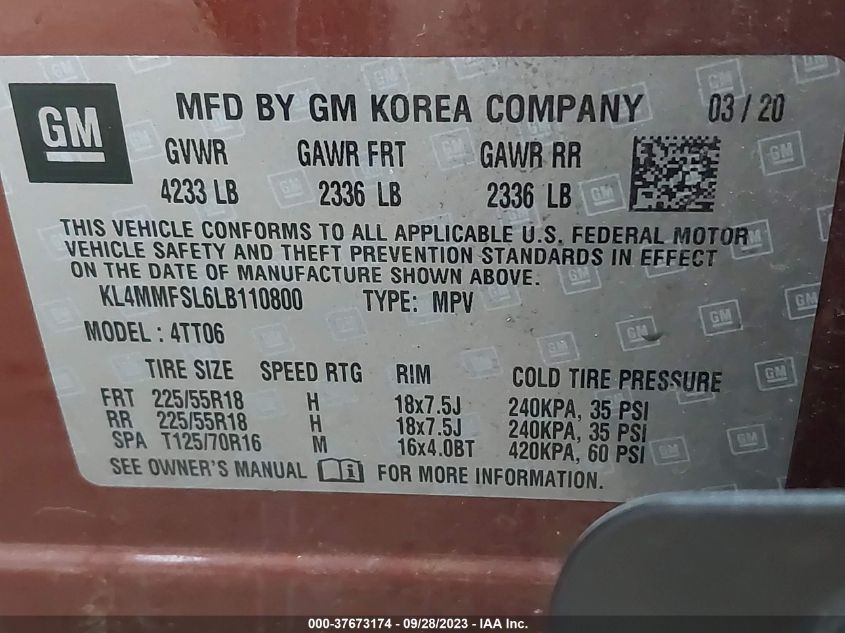 GM MFD BY GM KOREA COMPANY 03/20
GVWR GAWR FRT GAWR RR
4233 LB 2336 LB 2336 LB
THIS VEHICLE CONFORMS TO ALL APPLICABLE U.S. FEDERAL MOTOR
VEHICLE SAFETY AND THEFT PREVENTION STANDARDS IN EFFECT
ON THE DATE OF MANUFACTURE SHOWN ABOVE.
KL4MMFSL6LB110800 TYPE: MPV
MODEL: 4TT06
TIRE SIZE SPEED RTG RIM COLD TIRE PRESSURE
FRT 225/55R18 H 18x7.5J 240KPA, 35 PSI
RR 225/55R18 H 18x7.5J 240KPA, 35 PSI
SPA T125/70R16 M 16x4.0BT 420KPA, 60 PSI
SEE OWNER'S MANUAL FOR MORE INFORMATION.
000-37673174 - 09/28/2023 - IAA Inc.